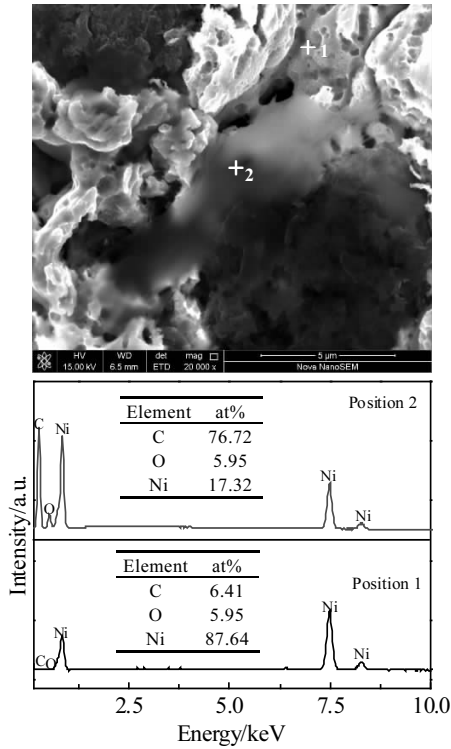 +1
+2
HV WD det mag 5 μm
15.00 kV 6.5 mm ETD 20 000 x Nova NanoSEM
Position 2
Element at%
C 76.72
O 5.95
Ni 17.32
C Ni
O
Ni
Ni
Position 1
Element at%
C 6.41
O 5.95
Ni 87.64
Ni
C O
Ni
Ni
Intensity/a.u.
2.5 5.0 7.5 10.0
Energy/keV